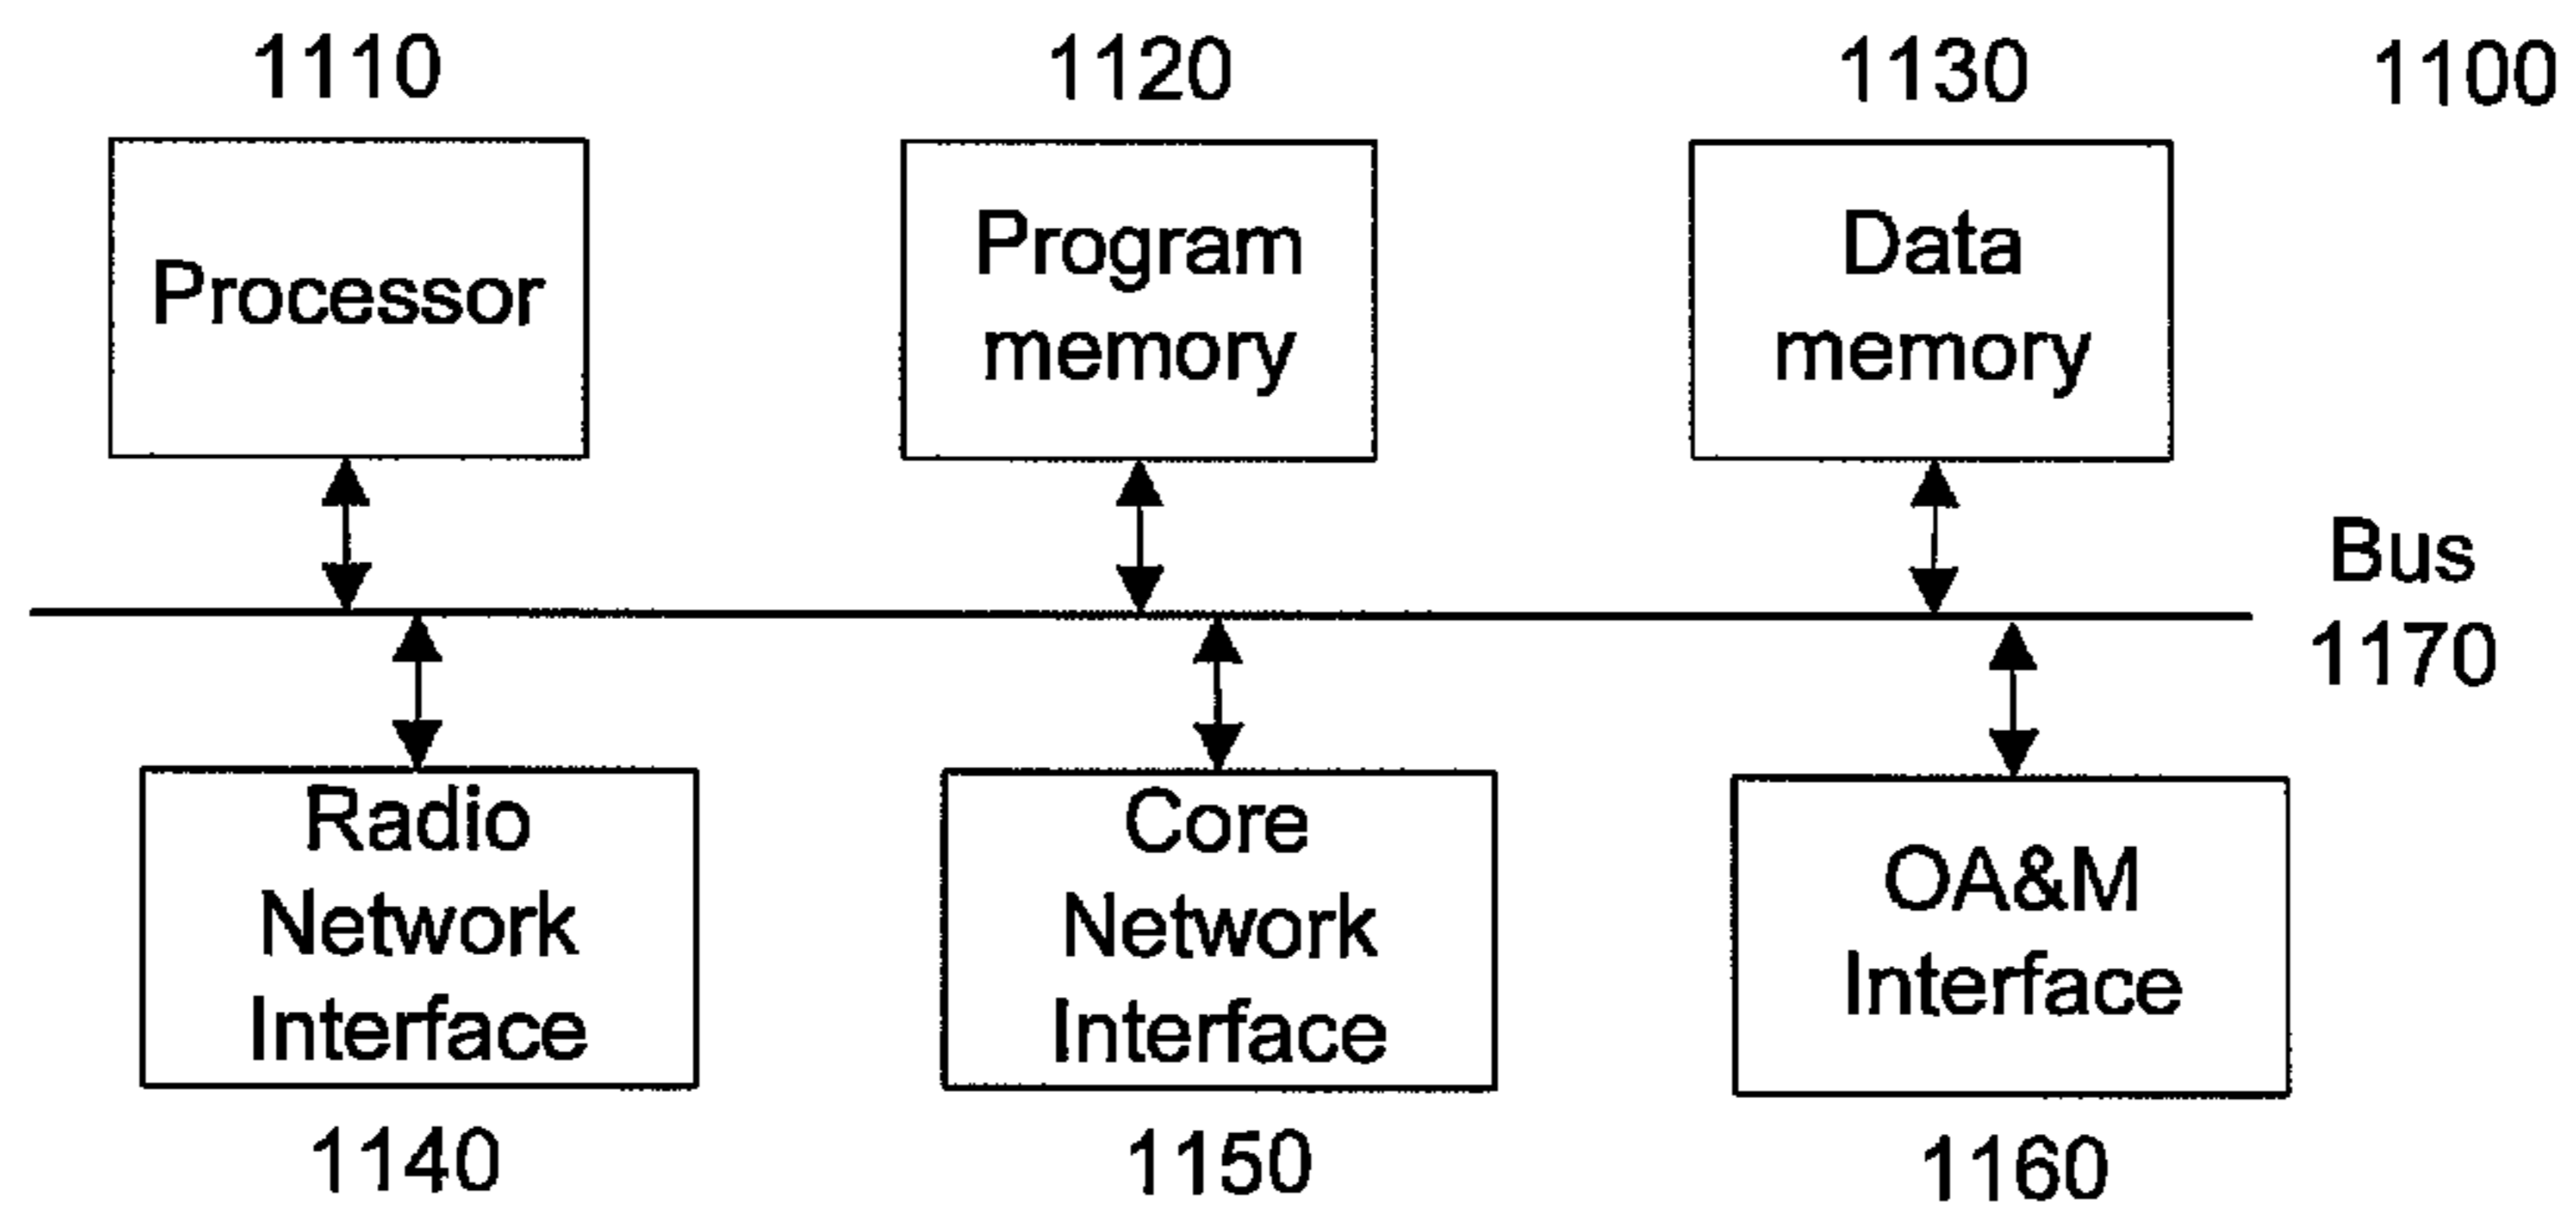 1110
1120
1130
1100
Processor
Program
memory
Data
memory
Bus
1170
Radio
Network
Interface
Core
Network
Interface
OA&M
Interface
1140
1150
1160